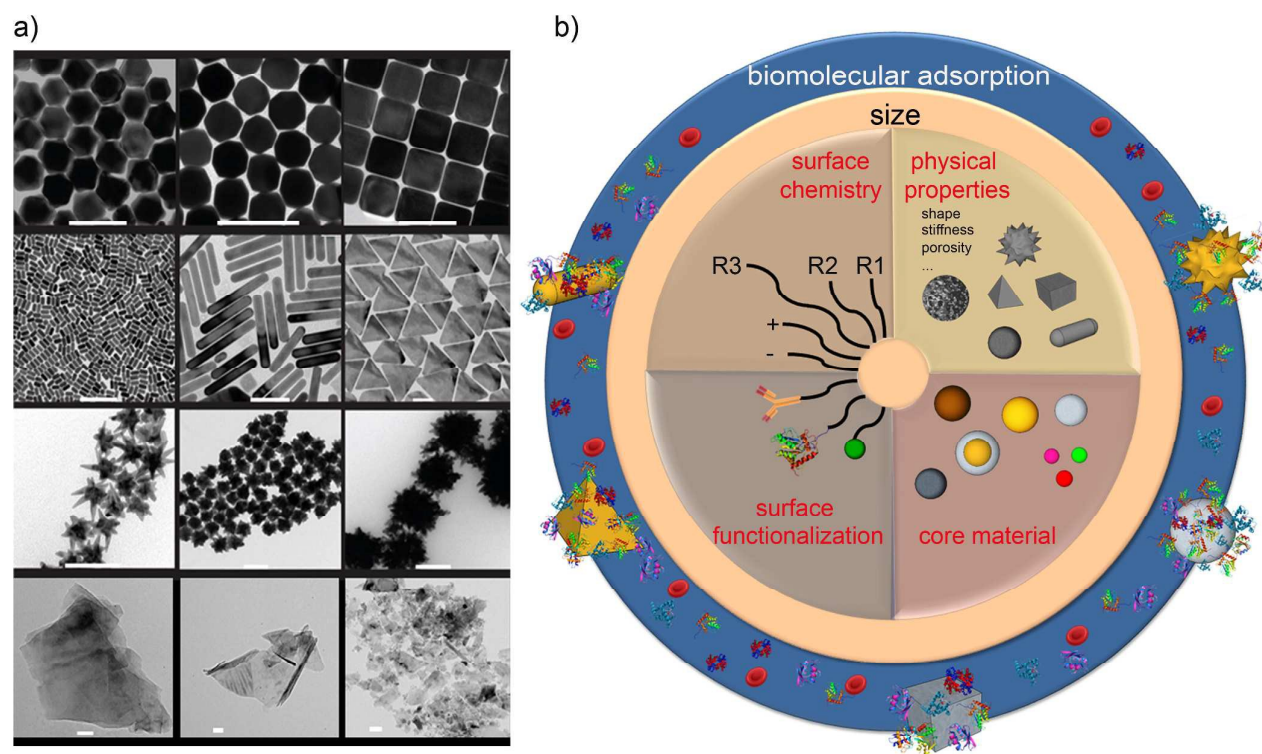 a)
b)
biomolecular adsorption
size
surface
chemistry
physical
properties
shape
stiffness
porosity
...
R3
R2
R1
+
-
surface
functionalization
core material